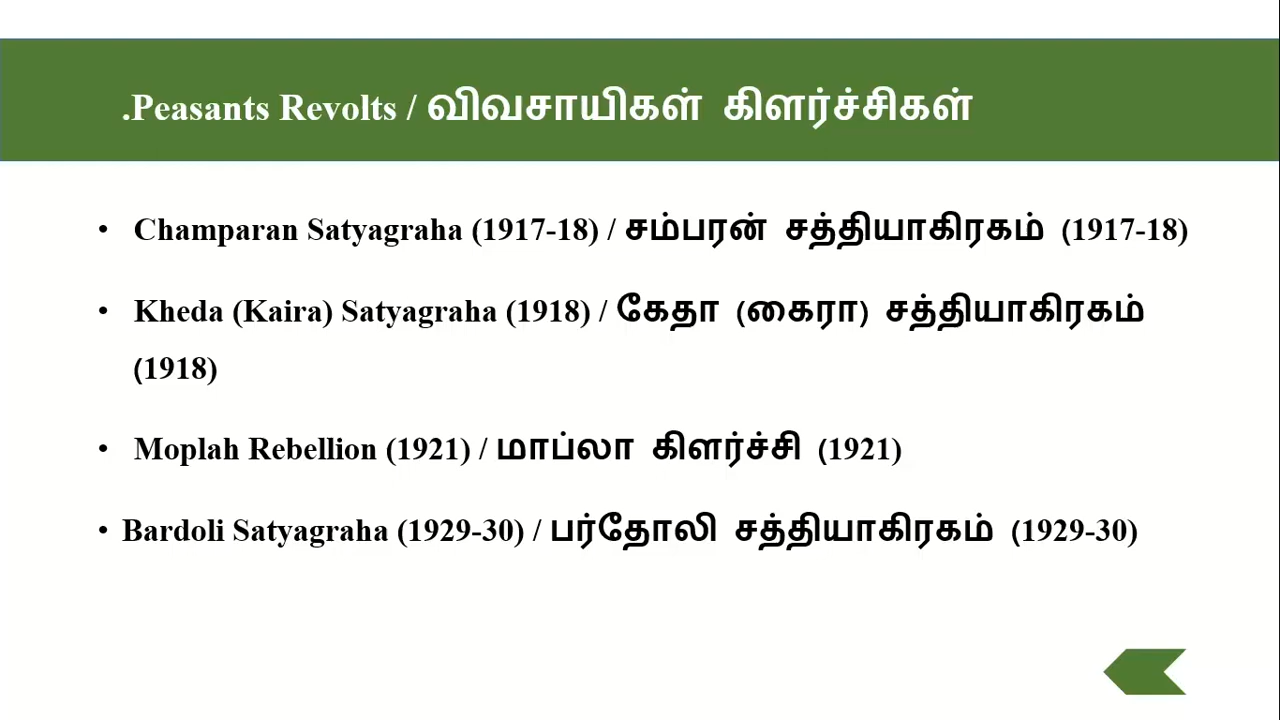 .Peasants Revolts / விவசாயிகள் கிளர்ச்சிகள்
• Champaran Satyagraha (1917-18) / சம்பரன் சத்தியாகிரகம் (1917-18)
• Kheda (Kaira) Satyagraha (1918) / கேதா (கைரா) சத்தியாகிரகம்
(1918)
• Moplah Rebellion (1921) / மாப்லா கிளர்ச்சி (1921)
• Bardoli Satyagraha (1929-30) / பர்தோலி சத்தியாகிரகம் (1929-30)